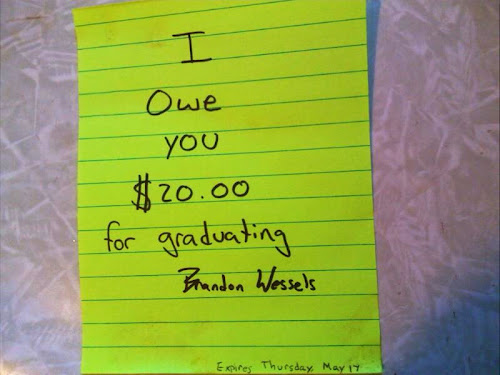 I
Owe
you
$20.00
for graduating
Brandon Wessels
Expires Thursday, May 17